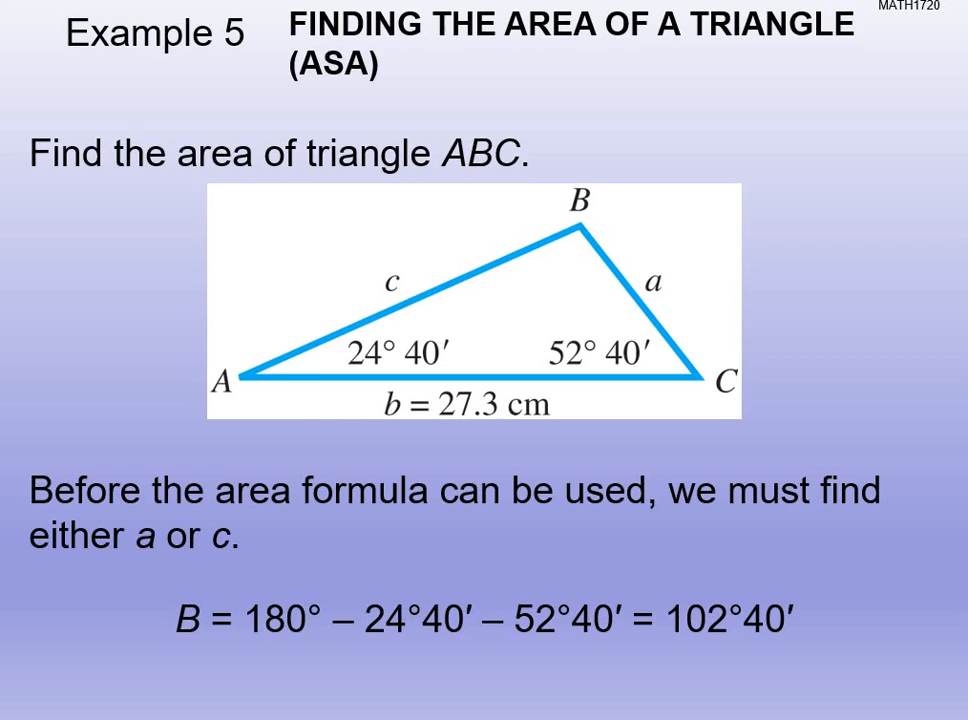 MATH1720
Example 5
FINDING THE AREA OF A TRIANGLE
(ASA)
Find the area of triangle ABC.
B
c
a
24° 40′
52° 40′
A
C
b = 27.3 cm
Before the area formula can be used, we must find
either a or c.
B = 180° – 24°40′ – 52°40′ = 102°40′